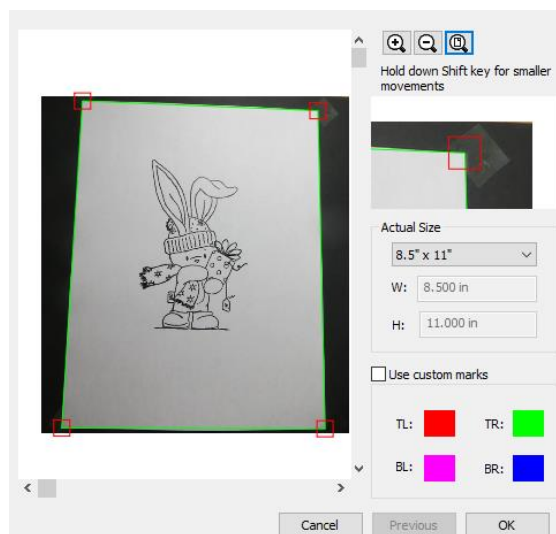 Hold down Shift key for smaller
movements
Actual Size
8.5" x 11"
W: 8.500 in
H: 11.000 in
Use custom marks
TL: TR:
BL: BR:
Cancel Previous OK